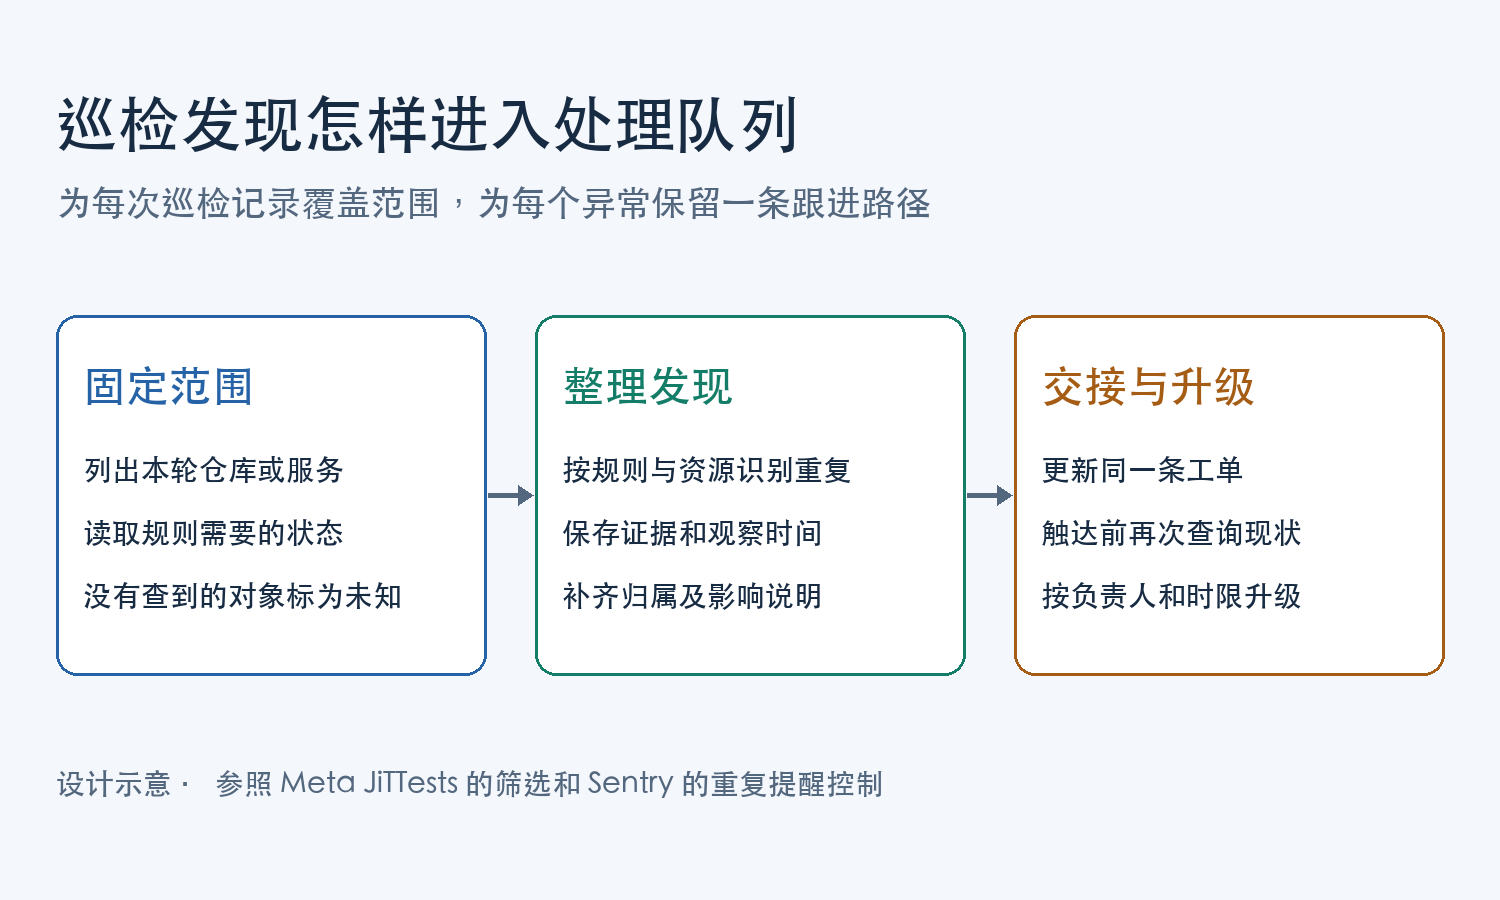 巡检发现怎样进入处理队列
为每次巡检记录覆盖范围，为每个异常保留一条跟进路径
固定范围
列出本轮仓库或服务
读取规则需要的状态
没有查到的对象标为未知
整理发现
按规则与资源识别重复
保存证据和观察时间
补齐归属及影响说明
交接与升级
更新同一条工单
触达前再次查询现状
按负责人和时限升级
设计示意 · 参照 Meta JiTTests 的筛选和 Sentry 的重复提醒控制